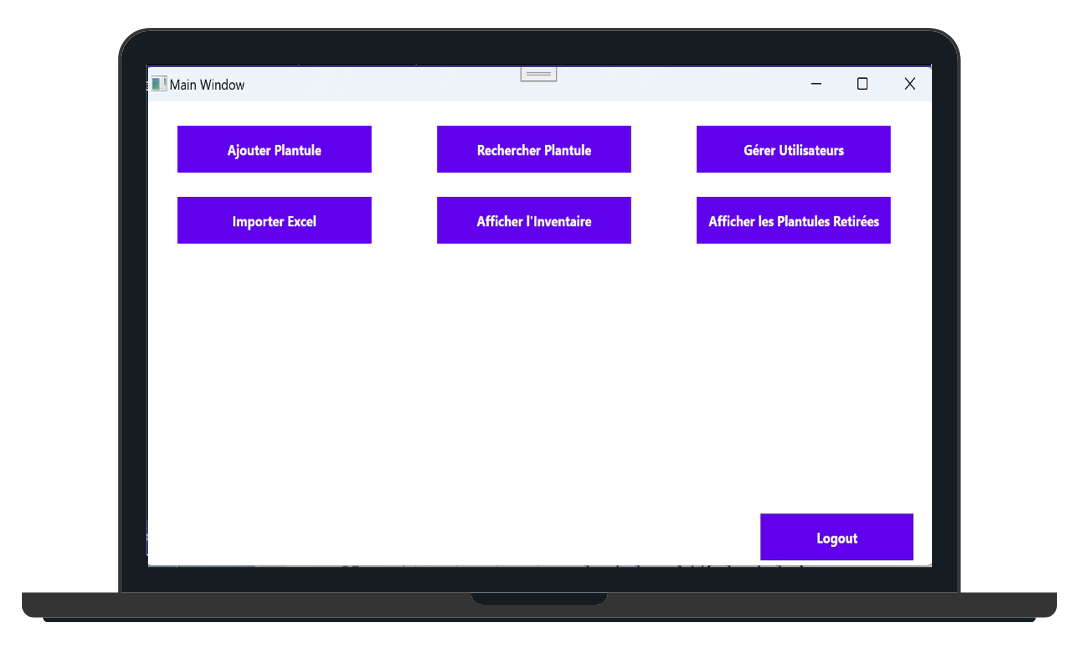 Main Window
Ajouter Plantule
Rechercher Plantule
Gérer Utilisateurs
Importer Excel
Afficher l'Inventaire
Afficher les Plantules Retirées
Logout